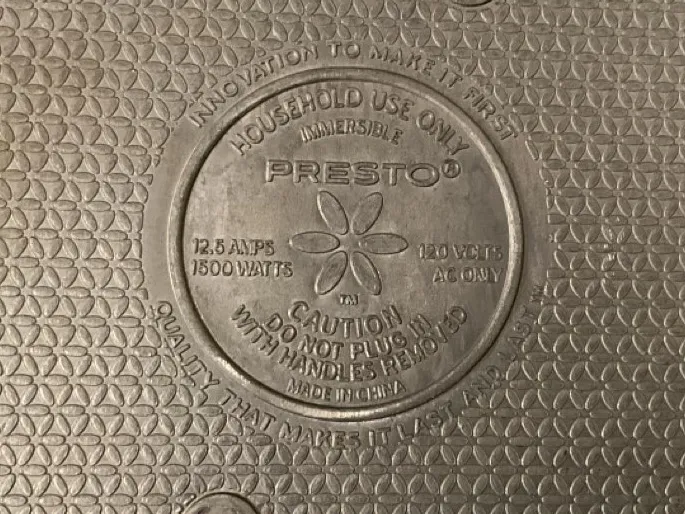 INNOVATION TO MAKE IT FIRST
HOUSEHOLD USE ONLY
IMMERSIBLE
PRESTO®
12.5 AMPS
1500 WATTS
120 VOLTS
AC ONLY
™
CAUTION
DO NOT PLUG IN
WITH HANDLES REMOVED
MADE IN CHINA
QUALITY THAT MAKES IT LAST AND LAST™